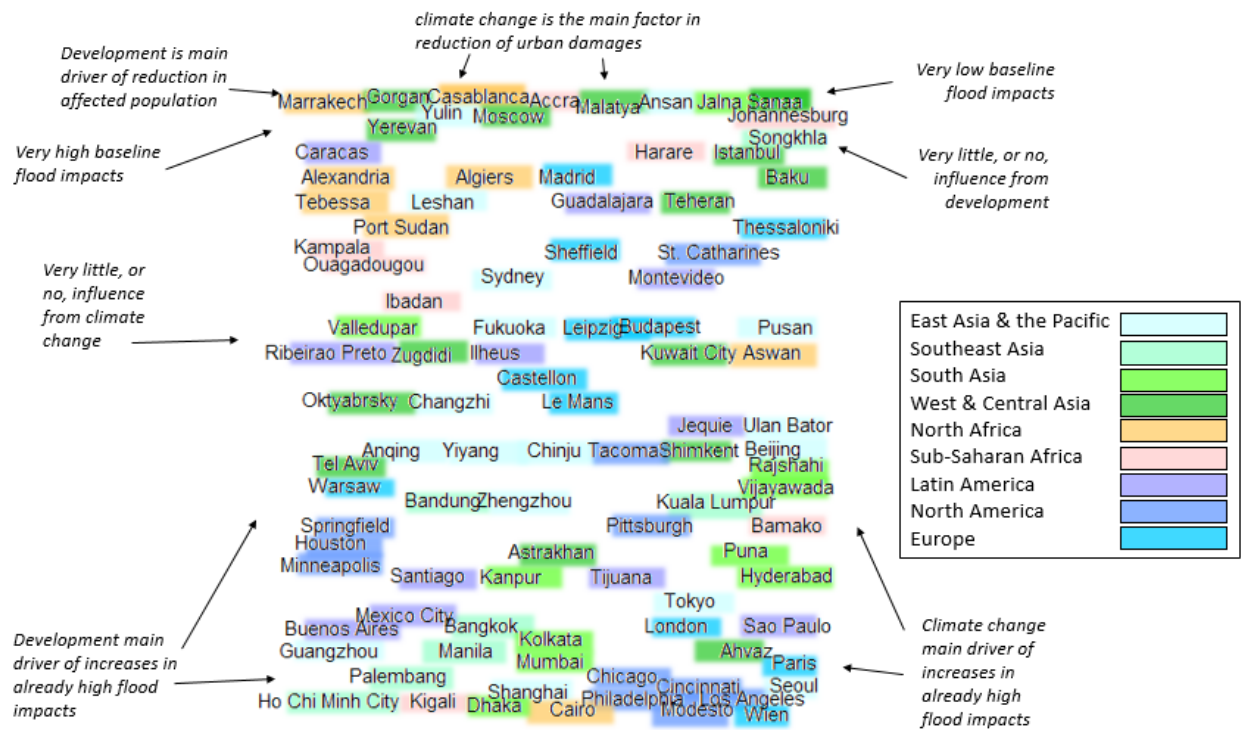 climate change is the main factor in
reduction of urban damages
Development is main
driver of reduction in
affected population
Very low baseline
flood impacts
Very high baseline
flood impacts
Very little, or no,
influence from
development
Very little, or
no, influence
from climate
change
Development main
driver of increases in
already high flood
impacts
Climate change
main driver of
increases in
already high
flood impacts
Marrakech Gorgan Casablanca Accra Malatya Ansan Jalna Sanaa
Yulin Moscow Johannesburg
Yerevan Songkhla
Caracas Harare Istanbul
Alexandria Algiers Madrid Baku
Tebessa Leshan Guadalajara Teheran
Port Sudan Thessaloniki
Kampala Sheffield St. Catharines
Ouagadougou
Sydney Montevideo
Ibadan
Valledupar Fukuoka Leipzig Budapest Pusan
Ribeirao Preto Zugdidi Ilheus Kuwait City Aswan
Castellon
Oktyabrsky Changzhi Le Mans
Jequie Ulan Bator
Anqing Yiyang Chinju Tacoma Shimkent Beijing
Tel Aviv Rajshahi
Warsaw Vijayawada
Bandung Zhengzhou Kuala Lumpur
Springfield Pittsburgh Bamako
Houston
Astrakhan Puna
Minneapolis
Santiago Kanpur Tijuana Hyderabad
Tokyo
Mexico City
Buenos Aires Bangkok London Sao Paulo
Kolkata
Guangzhou Manila Ahvaz
Mumbai Paris
Palembang Chicago
Shanghai Cincinnati Seoul
Ho Chi Minh City Kigali Dhaka Philadelphia Los Angeles
Cairo Modesto Wien
East Asia & the Pacific
Southeast Asia
South Asia
West & Central Asia
North Africa
Sub-Saharan Africa
Latin America
North America
Europe